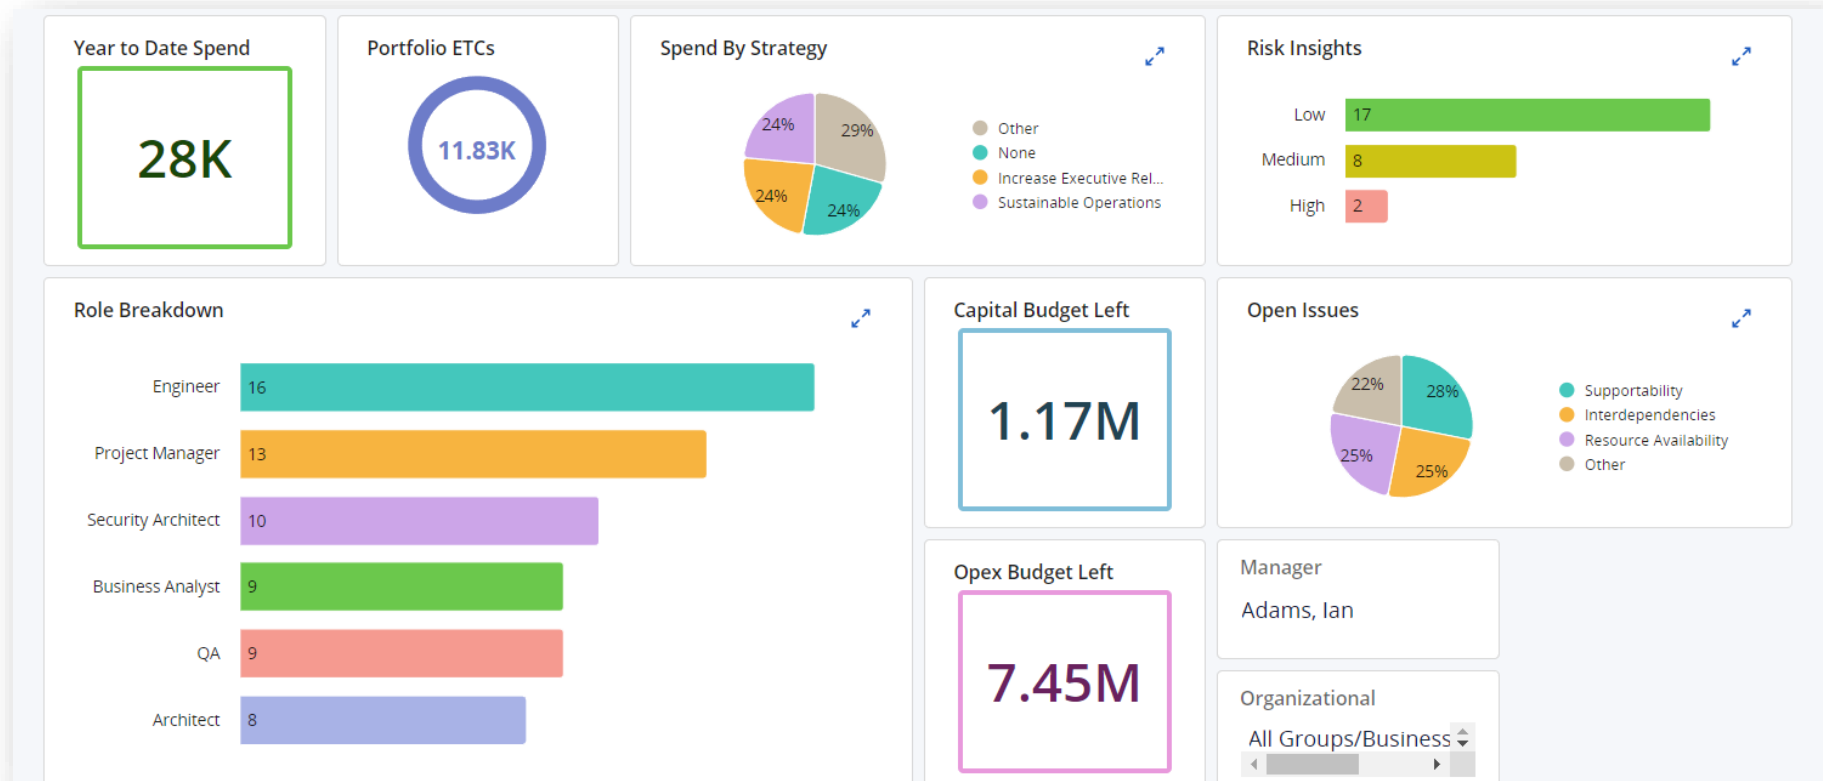 Year to Date Spend
28K
Portfolio ETCs
11.83K
Spend By Strategy
24%
29%
24%
24%
Other
None
Increase Executive Rel...
Sustainable Operations
Risk Insights
Low 17
Medium 8
High 2
Role Breakdown
Engineer 16
Project Manager 13
Security Architect 10
Business Analyst 9
QA 9
Architect 8
Capital Budget Left
1.17M
Open Issues
22%
28%
25%
25%
Supportability
Interdependencies
Resource Availability
Other
Opex Budget Left
7.45M
Manager
Adams, Ian
Organizational
All Groups/Business